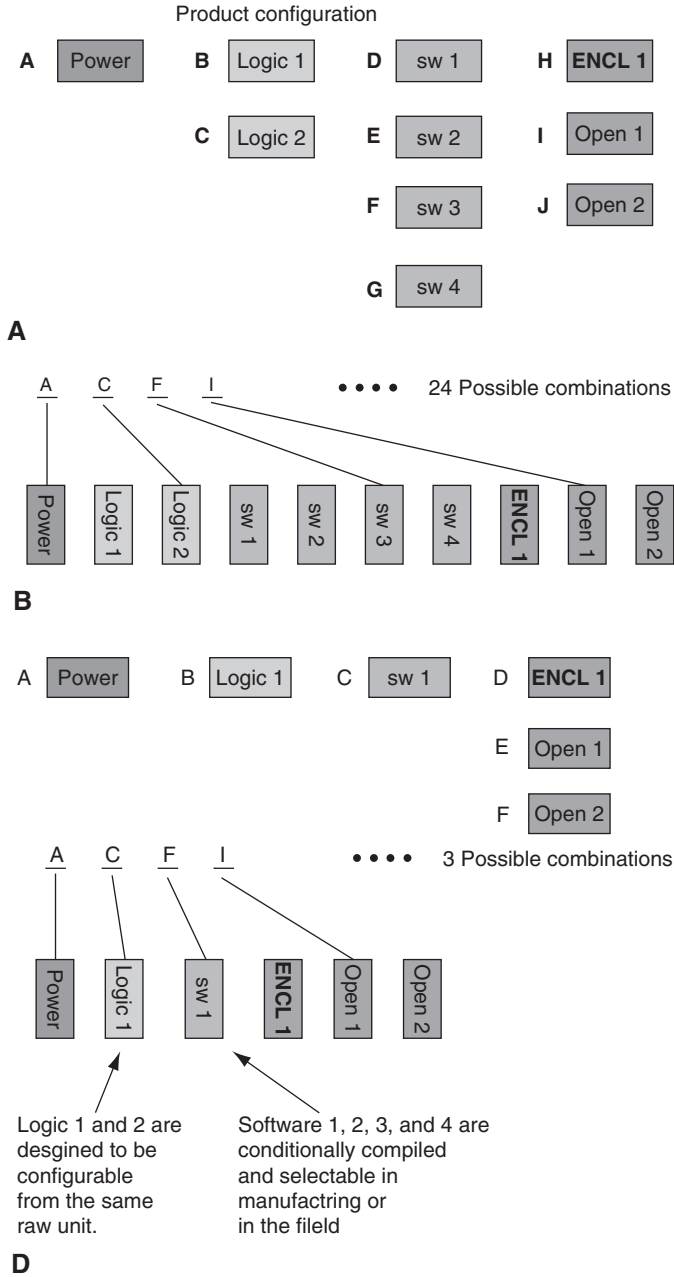 Product configuration
A Power B Logic 1 D sw 1 H ENCL 1
C Logic 2 E sw 2 I Open 1
F sw 3 J Open 2
G sw 4
A
A C F I •••• 24 Possible combinations
Power Logic 1 Logic 2 sw 1 sw 2 sw 3 sw 4 ENCL 1 Open 1 Open 2
B
A Power B Logic 1 C sw 1 D ENCL 1
E Open 1
F Open 2
A C F I •••• 3 Possible combinations
Power Logic 1 sw 1 ENCL 1 Open 1 Open 2
Logic 1 and 2 are
desgined to be
configurable
from the same
raw unit.
Software 1, 2, 3, and 4 are
conditionally compiled
and selectable in
manufactring or
in the fileld
D